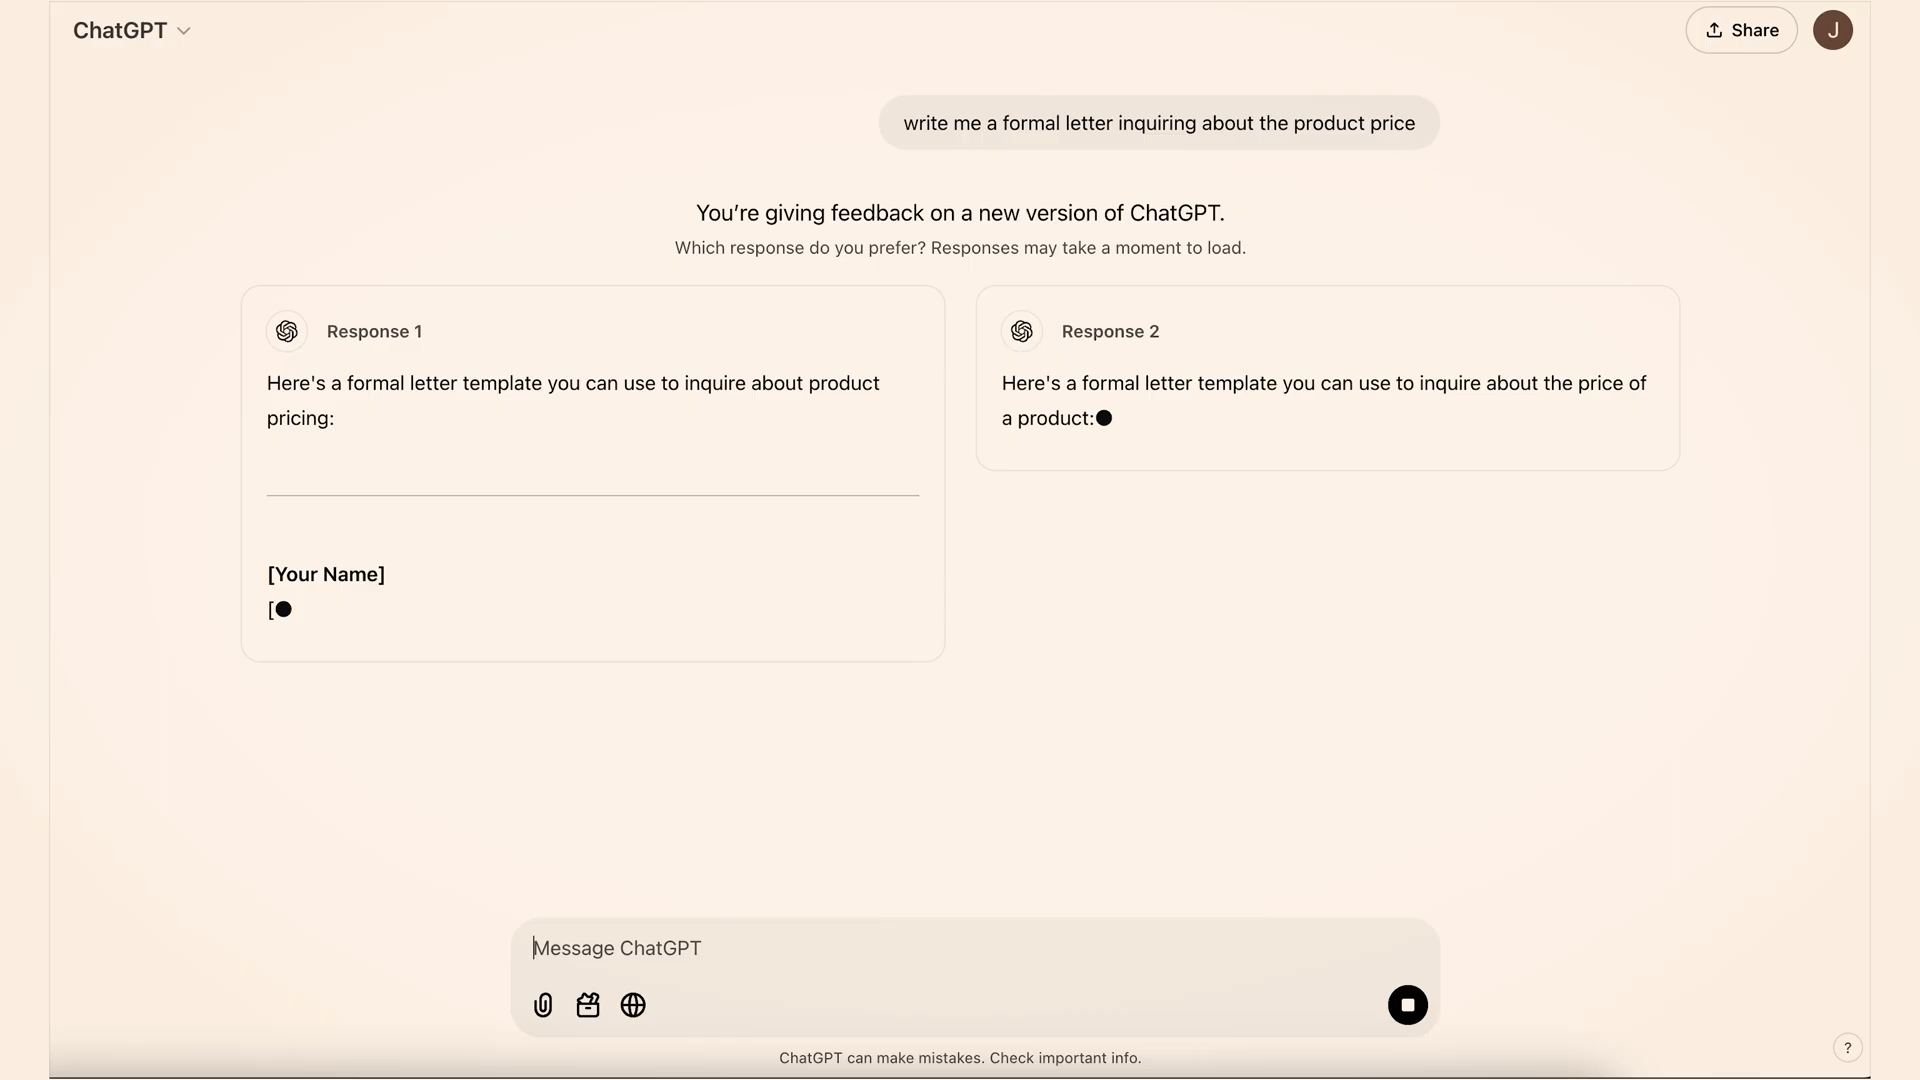 ChatGPT
Share
J
write me a formal letter inquiring about the product price
You're giving feedback on a new version of ChatGPT.
Which response do you prefer? Responses may take a moment to load.
Response 1
Here's a formal letter template you can use to inquire about product
pricing:
[Your Name]
[
Response 2
Here's a formal letter template you can use to inquire about the price of
a product:
Message ChatGPT
ChatGPT can make mistakes. Check important info.
?